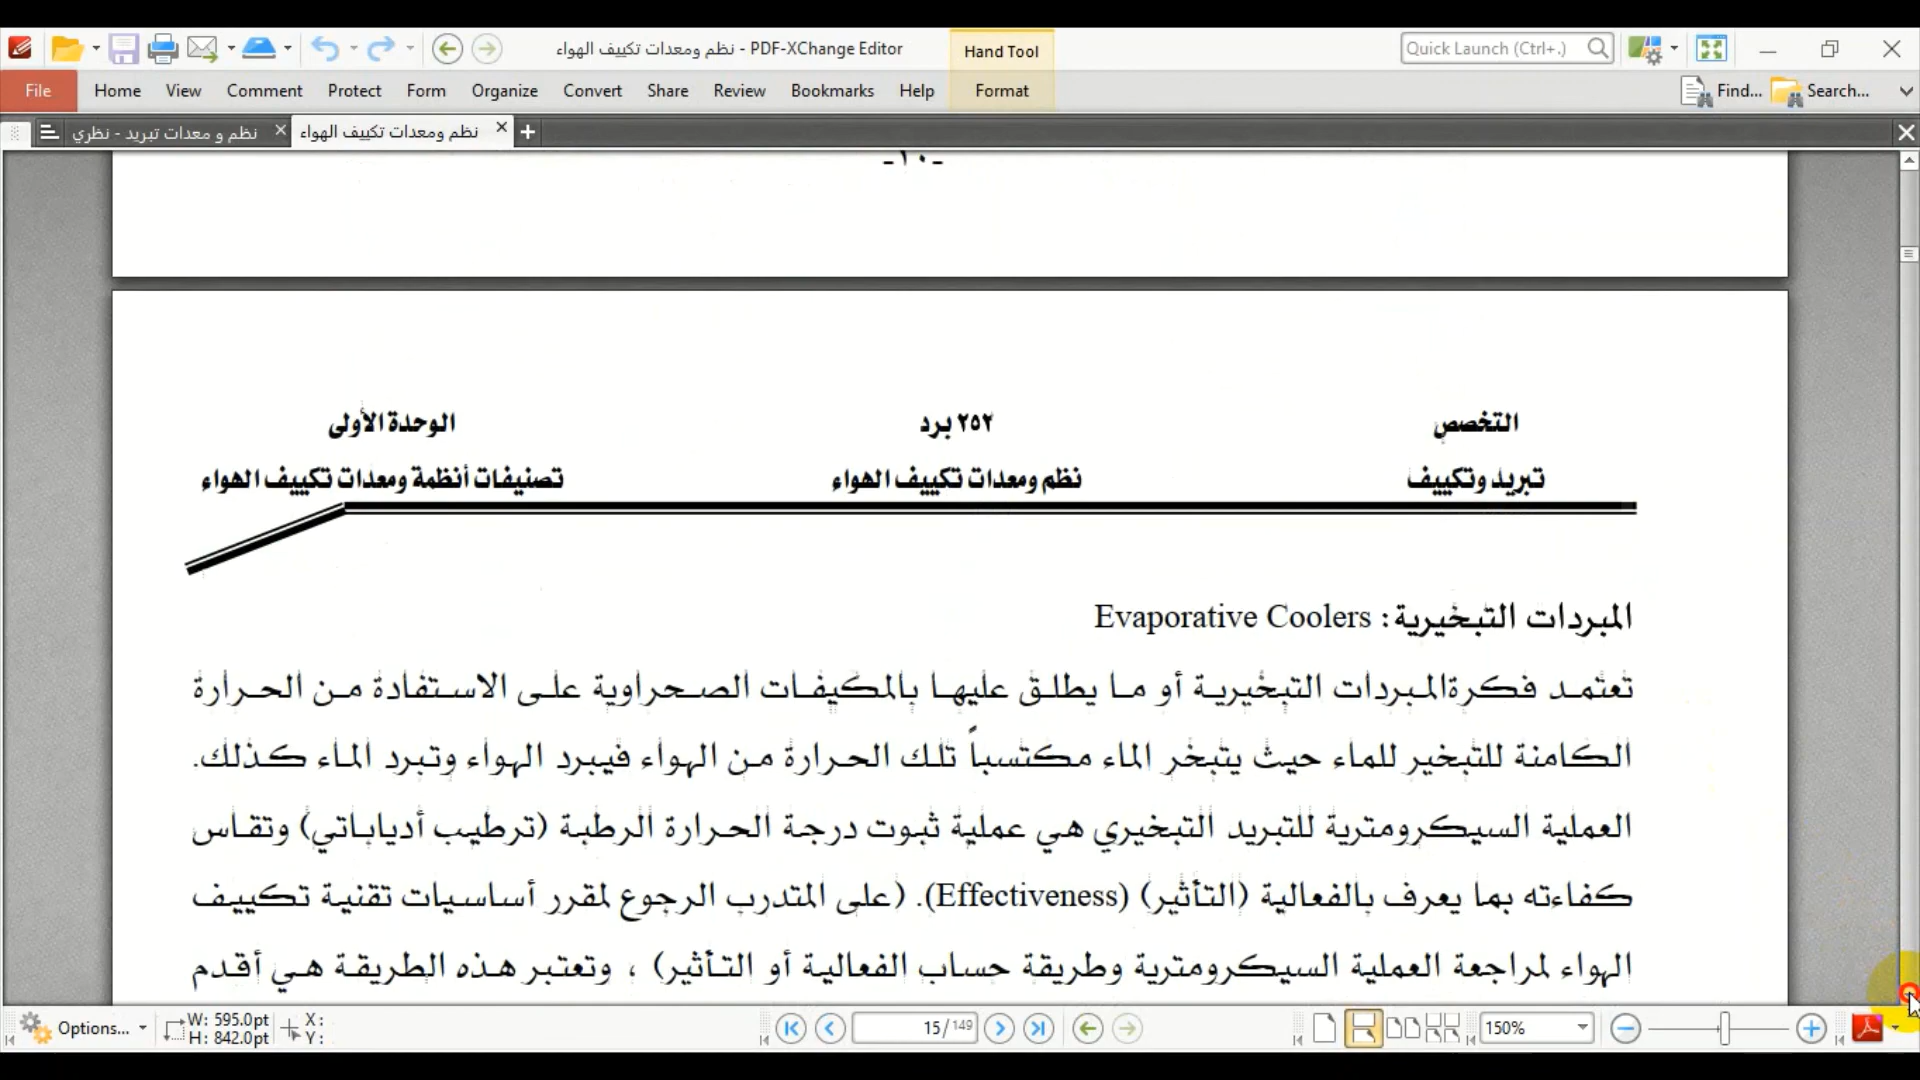 نظم ومعدات تكييف الهواء - PDF-XChange Editor
Hand Tool
Quick Launch (Ctrl+.)
File Home View Comment Protect Form Organize Convert Share Review Bookmarks Help Format Find... Search...
نظم و معدات تبريد - نظري
نظم ومعدات تكييف الهواء
-١٠-
التخصص ٢٥٢ برد الوحدة الأولى
تبريد وتكييف نظم ومعدات تكييف الهواء تصنيفات أنظمة ومعدات تكييف الهواء
المبردات التبخيرية : Evaporative Coolers
تعتمد فكرةالمبردات التبخيرية أو ما يطلق عليها بالمكيفات الصحراوية على الاستفادة من الحرارة
الكامنة للتبخير للماء حيث يتبخر الماء مكتسباً تلك الحرارة من الهواء فيبرد الهواء وتبرد الماء كذلك.
العملية السيكرومترية للتبريد التبخيري هي عملية ثبوت درجة الحرارة الرطبة (ترطيب أدياباتي) وتقاس
كفاءته بما يعرف بالفعالية (التأثير) (Effectiveness). (على المتدرب الرجوع لمقرر أساسيات تقنية تكييف
الهواء لمراجعة العملية السيكرومترية وطريقة حساب الفعالية أو التأثير) ، وتعتبر هذه الطريقة هي أقدم
Options... W: 595.0pt X: 15 / 149 150%
H: 842.0pt Y: